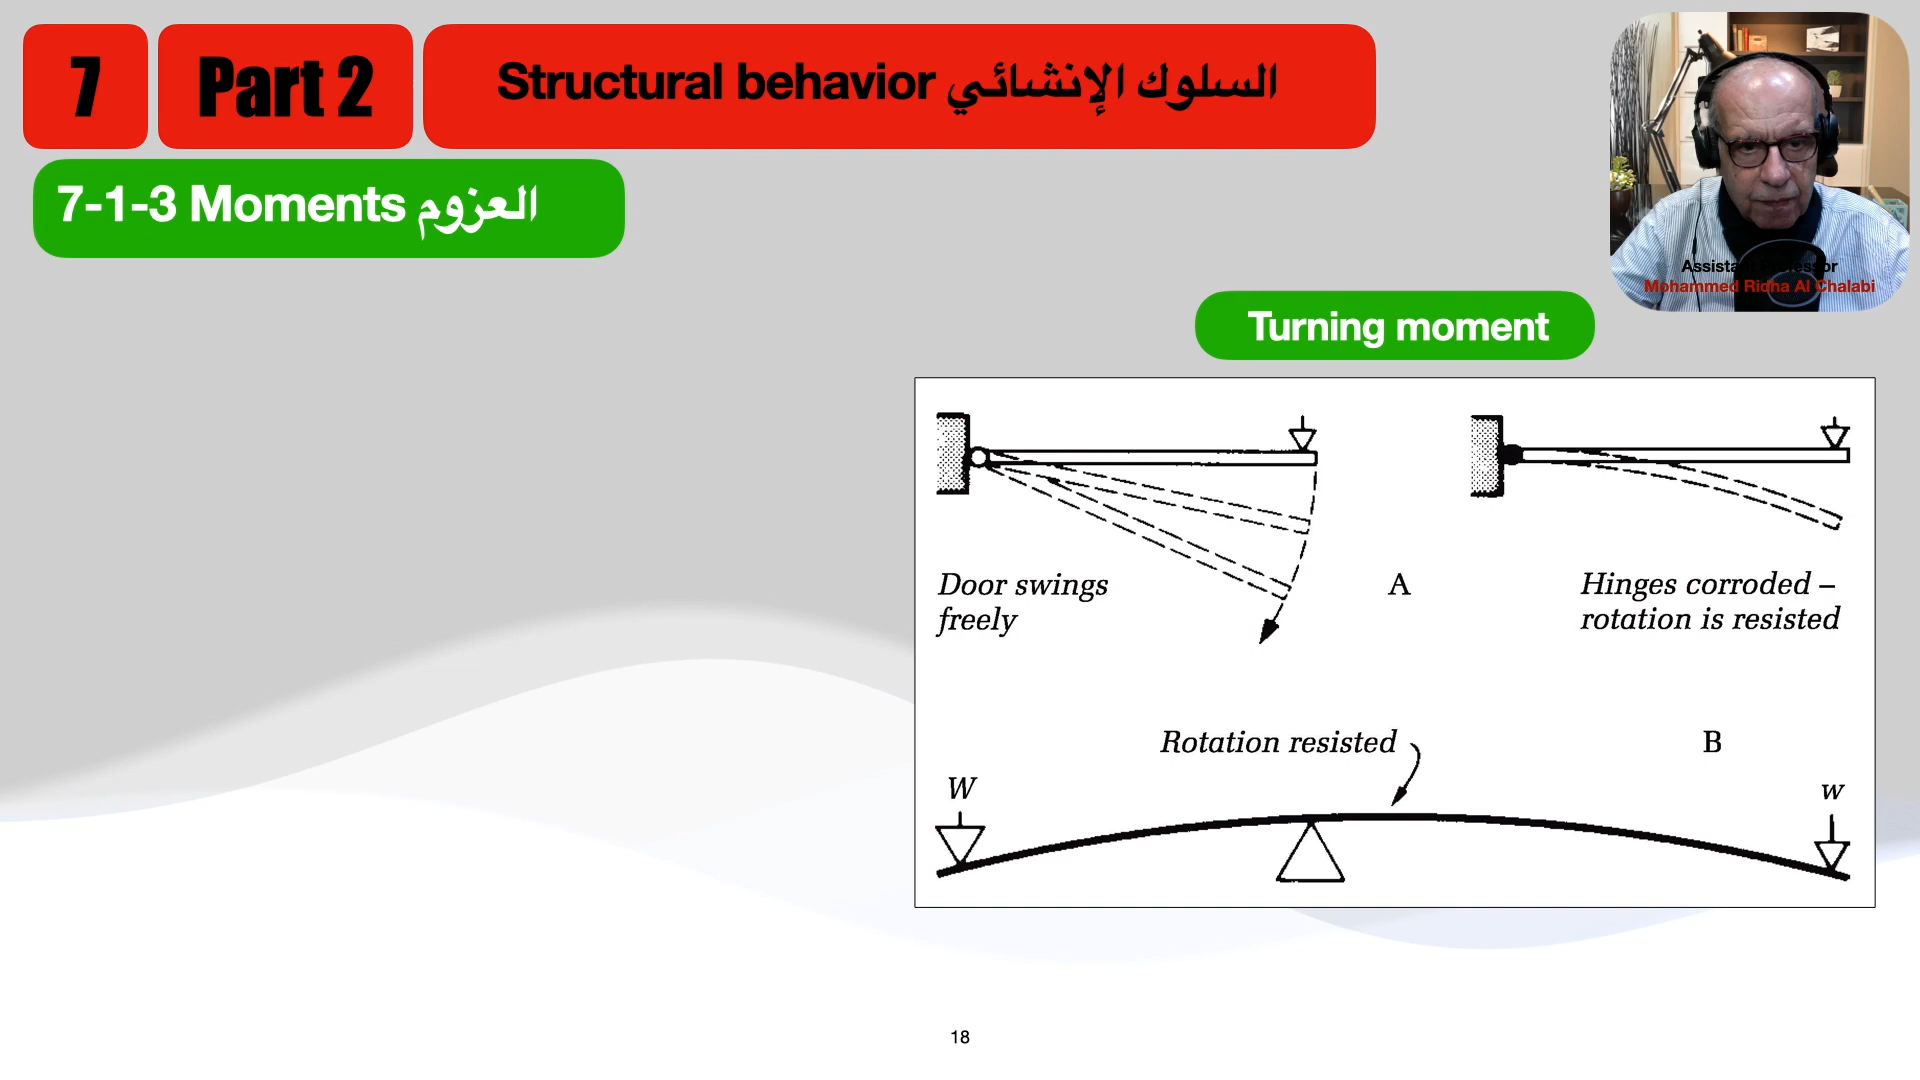 7
Part 2
Structural behavior السلوك الإنشائي
7-1-3 Moments العزوم
Assistant Professor
Mohammed Ridha Al Chalabi
Turning moment
Door swings
freely
A
Hinges corroded –
rotation is resisted
Rotation resisted
B
W
w
18